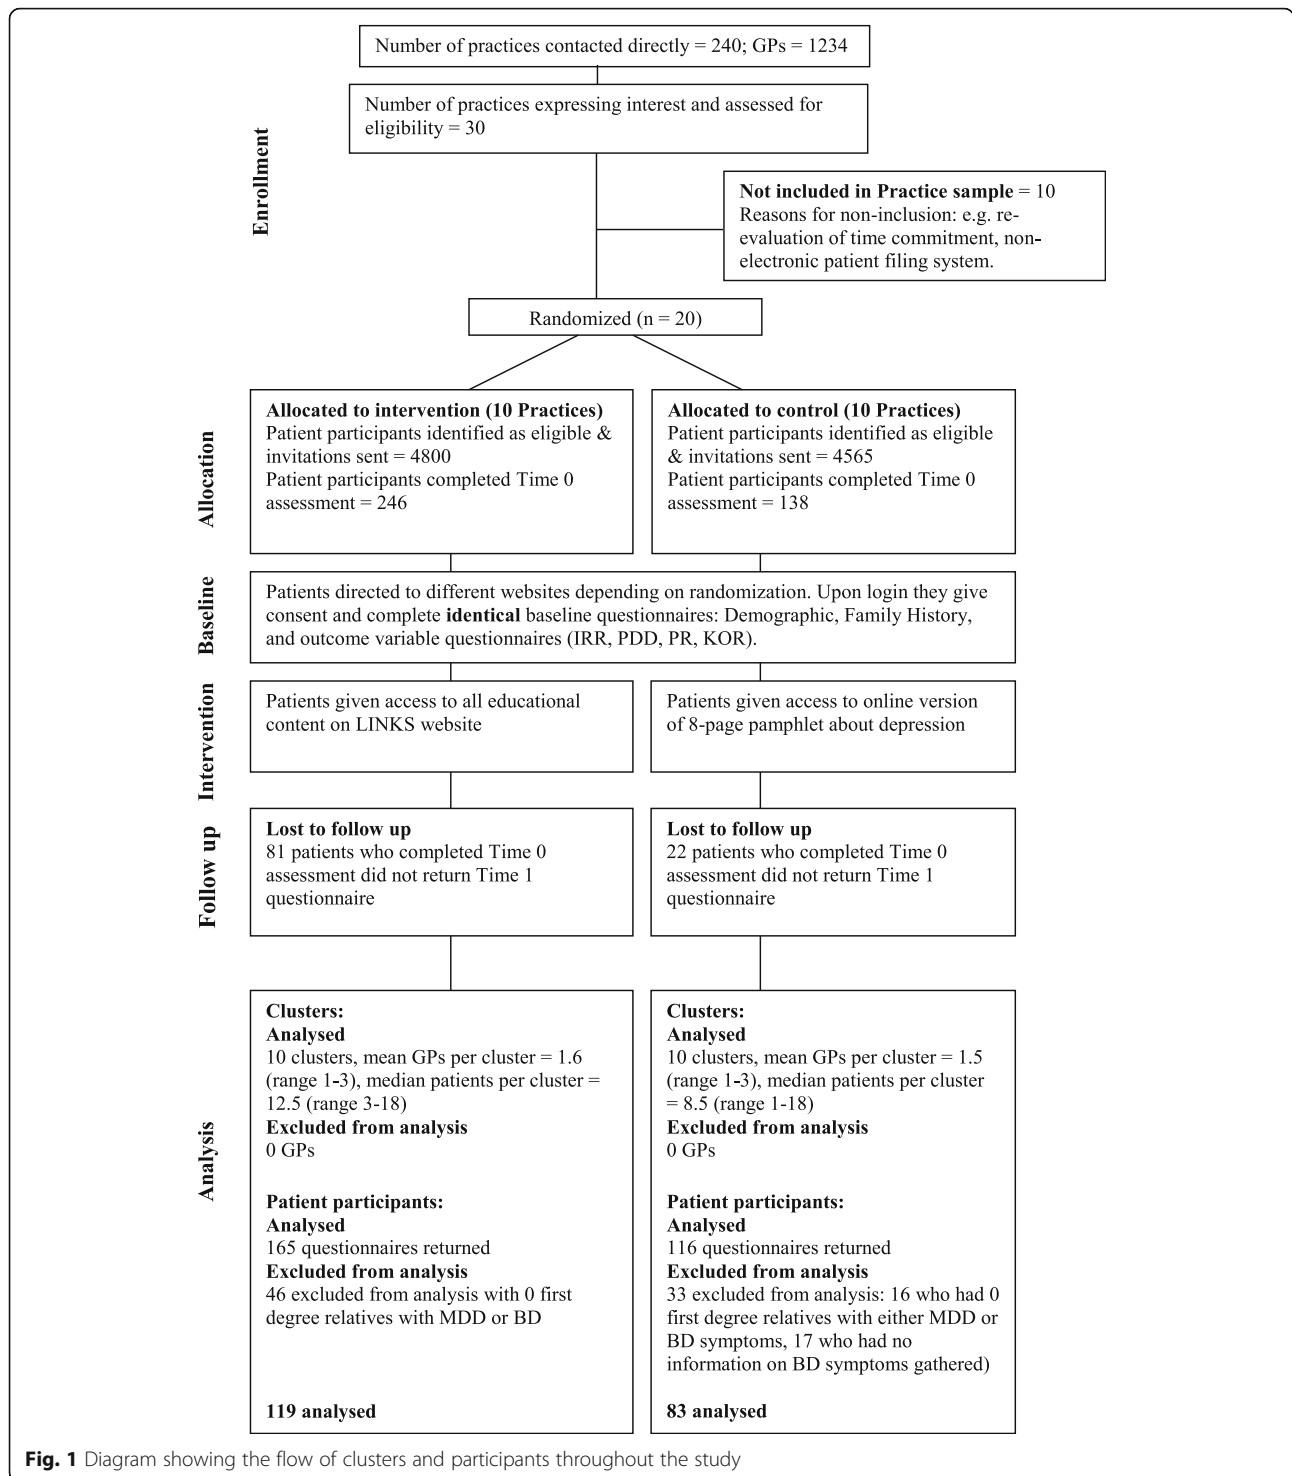 Number of practices contacted directly = 240; GPs = 1234
Number of practices expressing interest and assessed for
eligibility = 30
Enrollment
Not included in Practice sample = 10
Reasons for non-inclusion: e.g. re-
evaluation of time commitment, non-
electronic patient filing system.
Randomized (n = 20)
Allocation
Allocated to intervention (10 Practices)
Patient participants identified as eligible &
invitations sent = 4800
Patient participants completed Time 0
assessment = 246
Allocated to control (10 Practices)
Patient participants identified as eligible
& invitations sent = 4565
Patient participants completed Time 0
assessment = 138
Baseline
Patients directed to different websites depending on randomization. Upon login they give
consent and complete identical baseline questionnaires: Demographic, Family History,
and outcome variable questionnaires (IRR, PDD, PR, KOR).
Intervention
Patients given access to all educational
content on LINKS website
Patients given access to online version
of 8-page pamphlet about depression
Follow up
Lost to follow up
81 patients who completed Time 0
assessment did not return Time 1
questionnaire
Lost to follow up
22 patients who completed Time 0
assessment did not return Time 1
questionnaire
Analysis
Clusters:
Analysed
10 clusters, mean GPs per cluster = 1.6
(range 1-3), median patients per cluster =
12.5 (range 3-18)
Excluded from analysis
0 GPs
Patient participants:
Analysed
165 questionnaires returned
Excluded from analysis
46 excluded from analysis with 0 first
degree relatives with MDD or BD
119 analysed
Clusters:
Analysed
10 clusters, mean GPs per cluster = 1.5
(range 1-3), median patients per cluster
= 8.5 (range 1-18)
Excluded from analysis
0 GPs
Patient participants:
Analysed
116 questionnaires returned
Excluded from analysis
33 excluded from analysis: 16 who had 0
first degree relatives with either MDD or
BD symptoms, 17 who had no
information on BD symptoms gathered)
83 analysed
Fig. 1 Diagram showing the flow of clusters and participants throughout the study